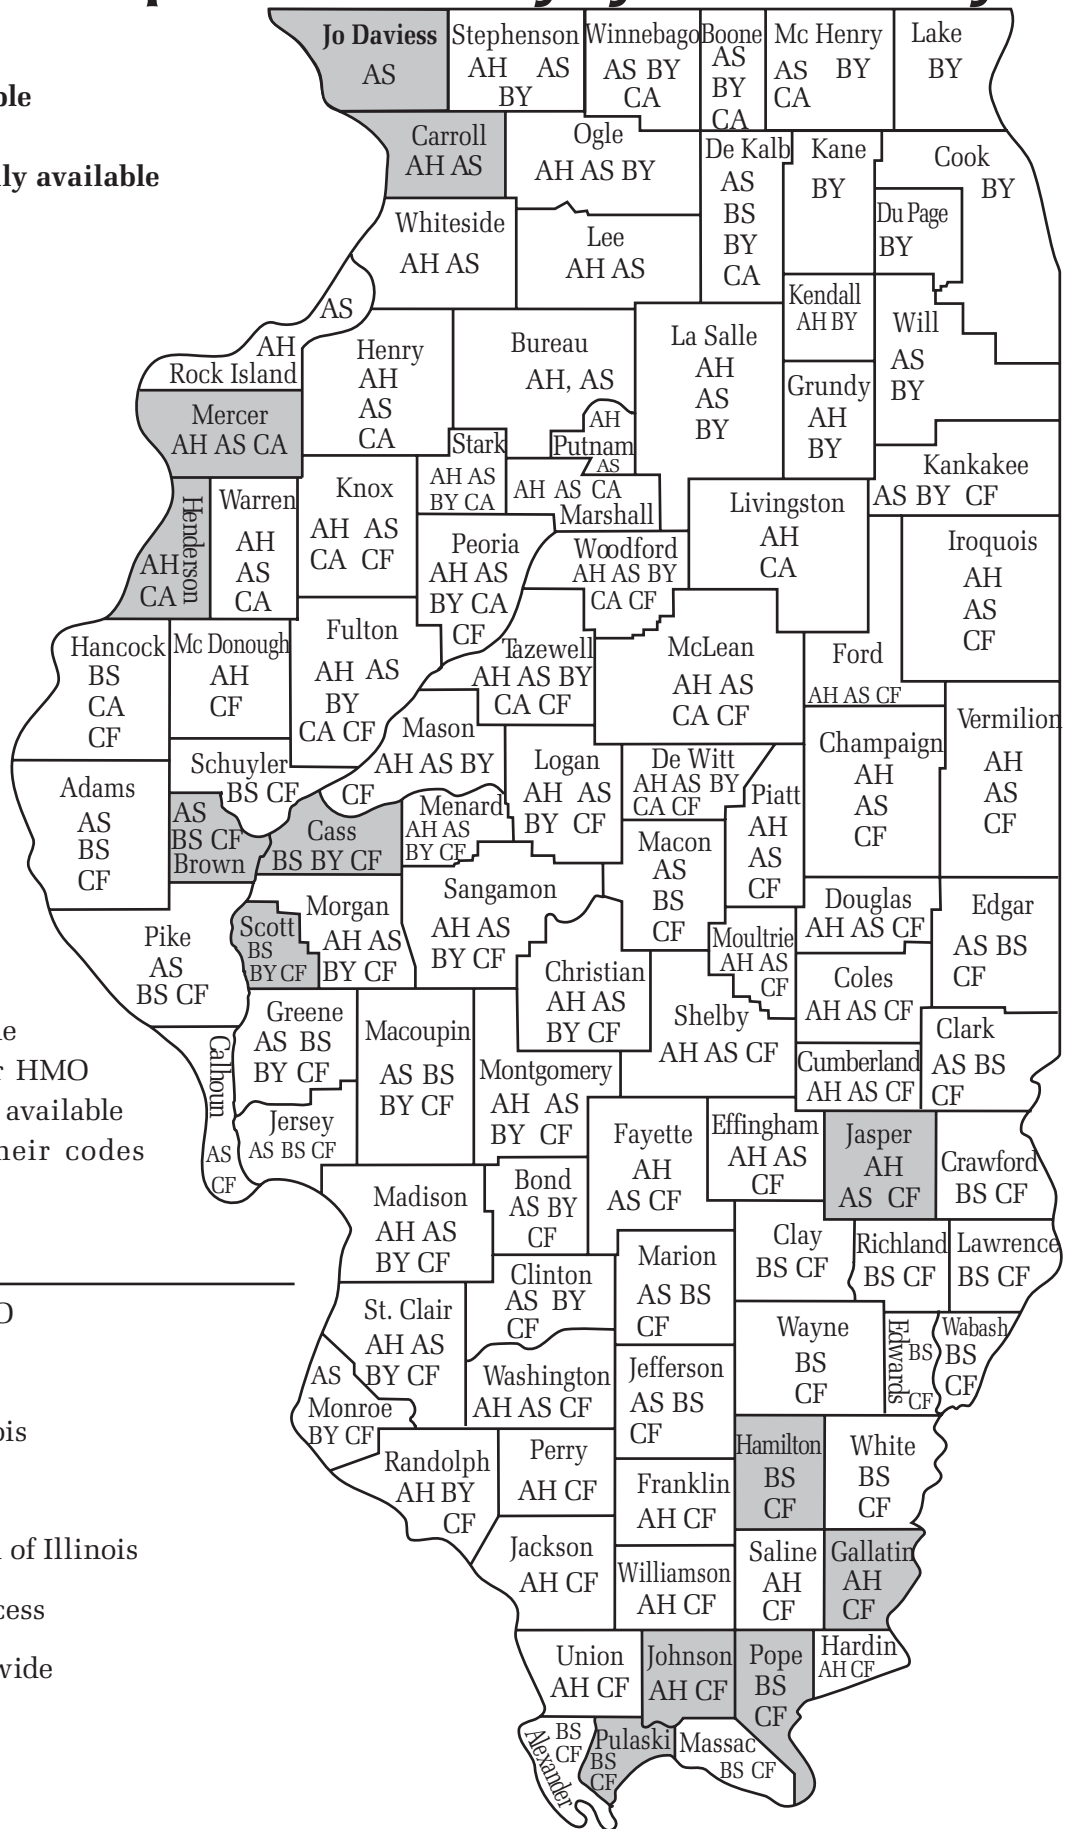 ble
lly available
Jo Daviess
AS
Stephenson
AH AS
BY
Winnebago
AS BY
CA
Boone
AS
BY
CA
Mc Henry
AS BY
CA
Lake
BY
Carroll
AH AS
Ogle
AH AS BY
De Kalb
AS
BS
BY
CA
Kane
BY
Cook
BY
Du Page
BY
Whiteside
AH AS
Lee
AH AS
Kendall
AH BY
Will
AS
BY
AS
AH
Rock Island
Henry
AH
AS
CA
Bureau
AH, AS
La Salle
AH
AS
BY
Grundy
AH
BY
Mercer
AH AS CA
Stark
AH AS
BY CA
AH
Putnam
AS
AH AS CA
Marshall
Kankakee
AS BY CF
Henderson
AH
CA
Warren
AH
AS
CA
Knox
AH AS
CA CF
Peoria
AH AS
BY CA
CF
Woodford
AH AS BY
CA CF
Livingston
AH
CA
Iroquois
AH
AS
CF
Hancock
BS
CA
CF
Mc Donough
AH
CF
Fulton
AH AS
BY
CA CF
Tazewell
AH AS BY
CA CF
McLean
AH AS
CA CF
Ford
AH AS CF
Vermilion
AH
AS
CF
Schuyler
BS CF
Mason
AH AS BY
CF
Logan
AH AS
BY CF
De Witt
AH AS BY
CA CF
Champaign
AH
AS
CF
Adams
AS
BS
CF
AS
BS CF
Brown
Cass
BS BY CF
Menard
AH AS
BY CF
Piatt
AH
AS
CF
Macon
AS
BS
CF
Sangamon
AH AS
BY CF
Morgan
AH AS
BY CF
Scott
BS
BY CF
Pike
AS
BS CF
Christian
AH AS
BY CF
Moultrie
AH AS
CF
Douglas
AH AS CF
Edgar
AS BS
CF
Coles
AH AS CF
Shelby
AH AS CF
Greene
AS BS
BY CF
Macoupin
AS BS
BY CF
Montgomery
AH AS
BY CF
Cumberland
AH AS CF
Clark
AS BS
CF
le
r HMO
available
heir codes
Calhoun
AS
CF
Jersey
AS BS CF
Fayette
AH
AS CF
Effingham
AH AS
CF
Jasper
AH
AS CF
Crawford
BS CF
Madison
AH AS
BY CF
Bond
AS BY
CF
Clay
BS CF
Richland
BS CF
Lawrence
BS CF
Marion
AS BS
CF
Clinton
AS BY
CF
St. Clair
AH AS
BY CF
Wayne
BS
CF
Edwards
BS
CF
Wabash
BS
CF
Washington
AH AS CF
Jefferson
AS BS
CF
AS
Monroe
BY CF
O
ois
Randolph
AH BY
CF
Perry
AH CF
Hamilton
BS
CF
White
BS
CF
Franklin
AH CF
l of Illinois
Jackson
AH CF
Williamson
AH CF
Saline
AH
CF
Gallatin
AH
CF
cess
wide
Union
AH CF
Johnson
AH CF
Pope
BS
CF
Hardin
AH CF
Alexander
BS
CF
Pulaski
BS
CF
Massac
BS CF